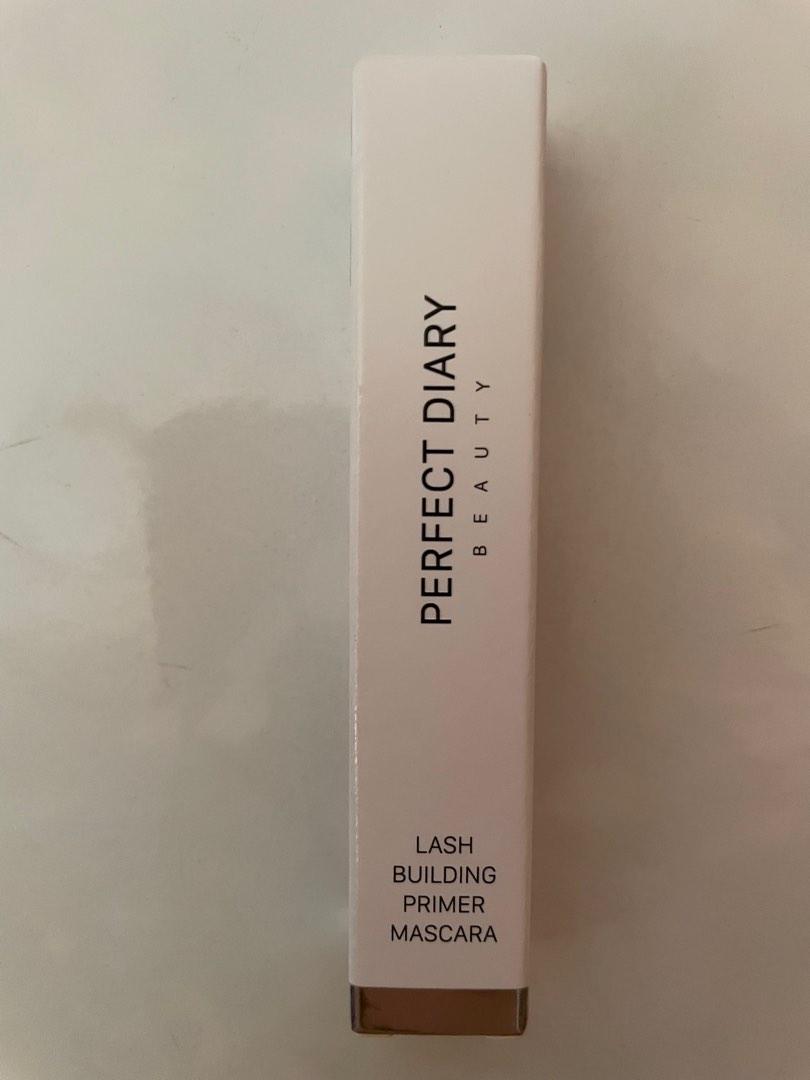 PERFECT DIARY
BEAUTY
LASH
BUILDING
PRIMER
MASCARA